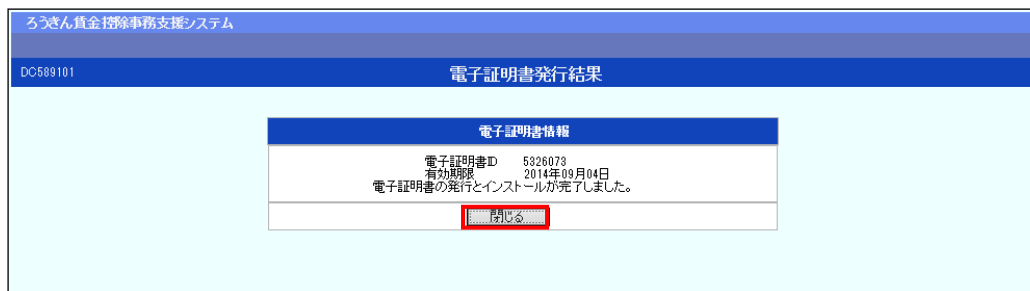 ろうきん賃金控除事務支援システム
DC589101
電子証明書発行結果
電子証明書情報
電子証明書ID 5326073
有効期限 2014年09月04日
電子証明書の発行とインストールが完了しました。
閉じる